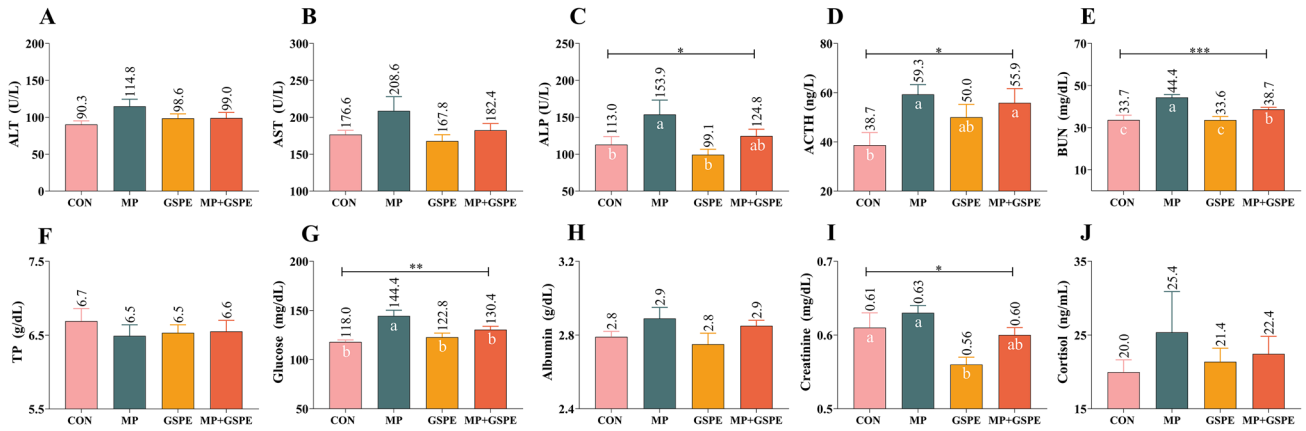 A
ALT (U/L)
200
150
100
50
0
90.3
114.8
98.6
99.0
CON MP GSPE MP+GSPE
B
AST (U/L)
300
250
200
150
100
176.6
208.6
167.8
182.4
CON MP GSPE MP+GSPE
C
ALP (U/L)
250
200
150
100
50
*
113.0
153.9
99.1
124.8
b a b ab
CON MP GSPE MP+GSPE
D
ACTH (ng/L)
80
60
40
20
*
38.7
59.3
50.0
55.9
b a ab a
CON MP GSPE MP+GSPE
E
BUN (mg/dL)
70
50
30
10
***
33.7
44.4
33.6
38.7
c a c b
CON MP GSPE MP+GSPE
F
TP (g/dL)
7.5
6.5
5.5
6.7
6.5
6.5
6.6
CON MP GSPE MP+GSPE
G
Glucose (mg/dL)
200
150
100
50
**
118.0
144.4
122.8
130.4
b a b b
CON MP GSPE MP+GSPE
H
Albumin (g/dL)
3.2
2.8
2.4
2.8
2.9
2.8
2.9
CON MP GSPE MP+GSPE
I
Creatinine (mg/dL)
0.7
0.6
0.5
*
0.61
0.63
0.56
0.60
a a b ab
CON MP GSPE MP+GSPE
J
Cortisol (ng/mL)
35
25
15
20.0
25.4
21.4
22.4
CON MP GSPE MP+GSPE